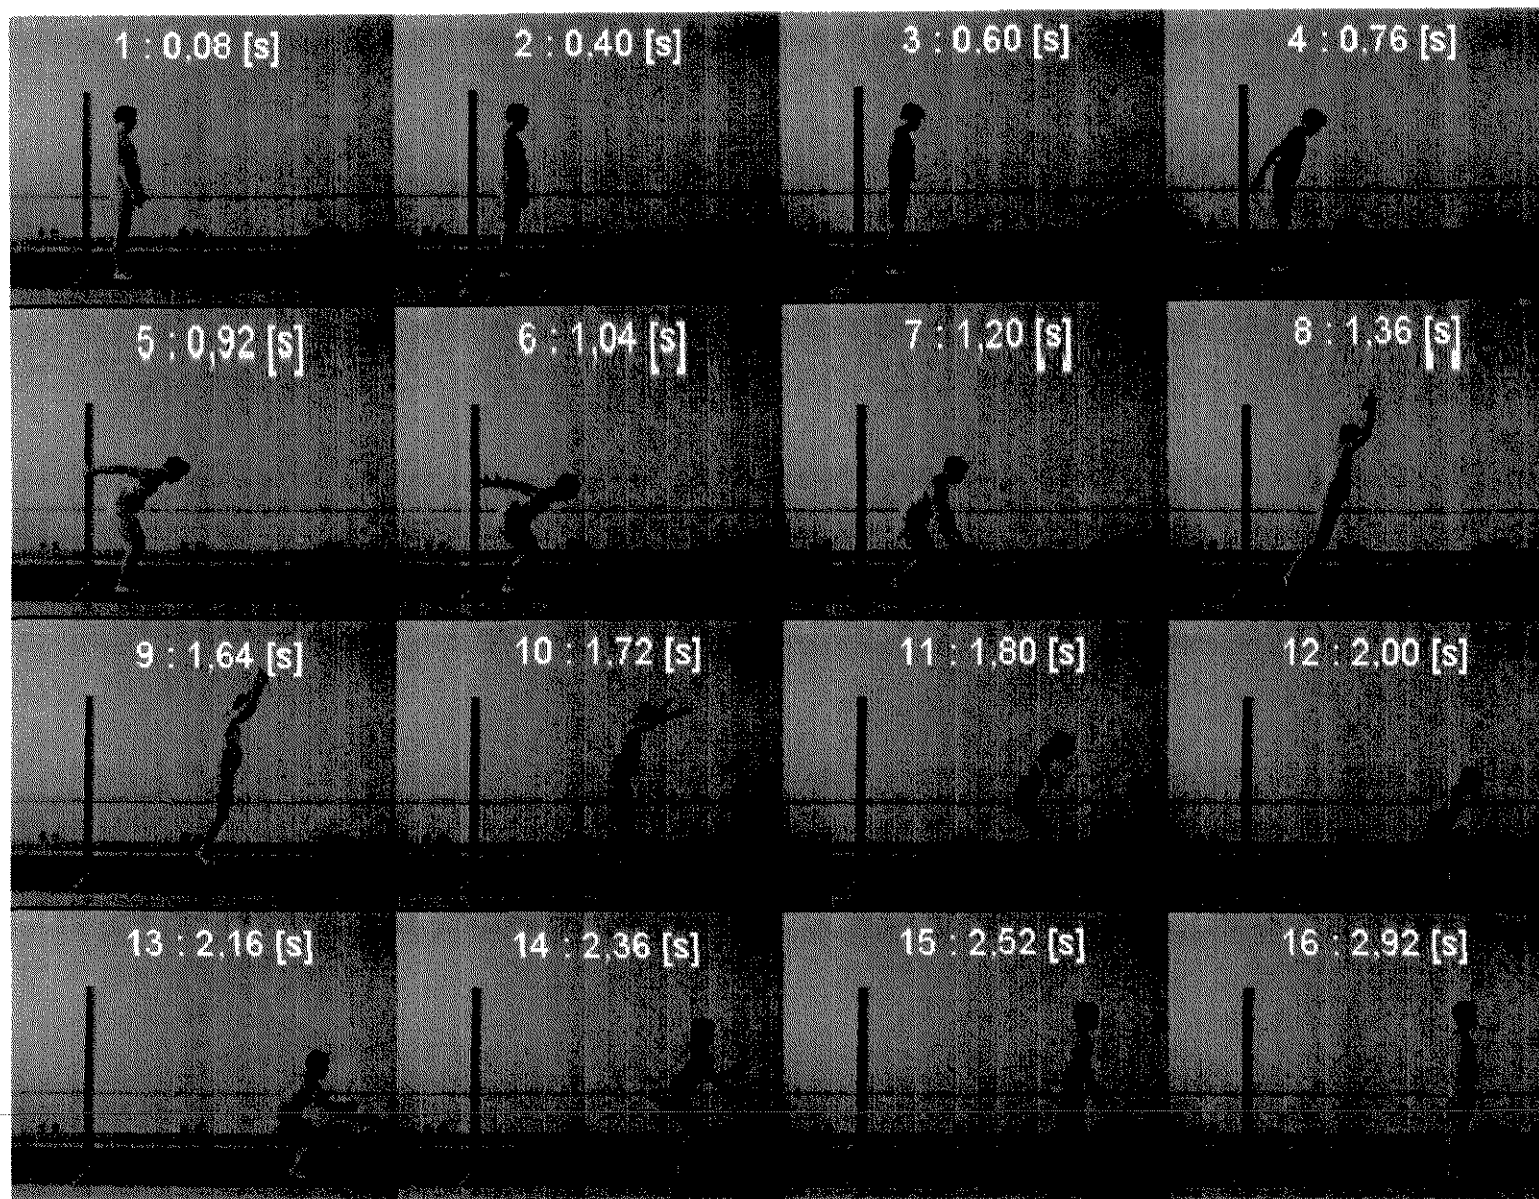 1 : 0,08 [s]
2 : 0,40 [s]
3 : 0,60 [s]
4 : 0,76 [s]
5 : 0,92 [s]
6 : 1,04 [s]
7 : 1,20 [s]
8 : 1,36 [s]
9 : 1,64 [s]
10 : 1,72 [s]
11 : 1,80 [s]
12 : 2,00 [s]
13 : 2,16 [s]
14 : 2,36 [s]
15 : 2,52 [s]
16 : 2,92 [s]